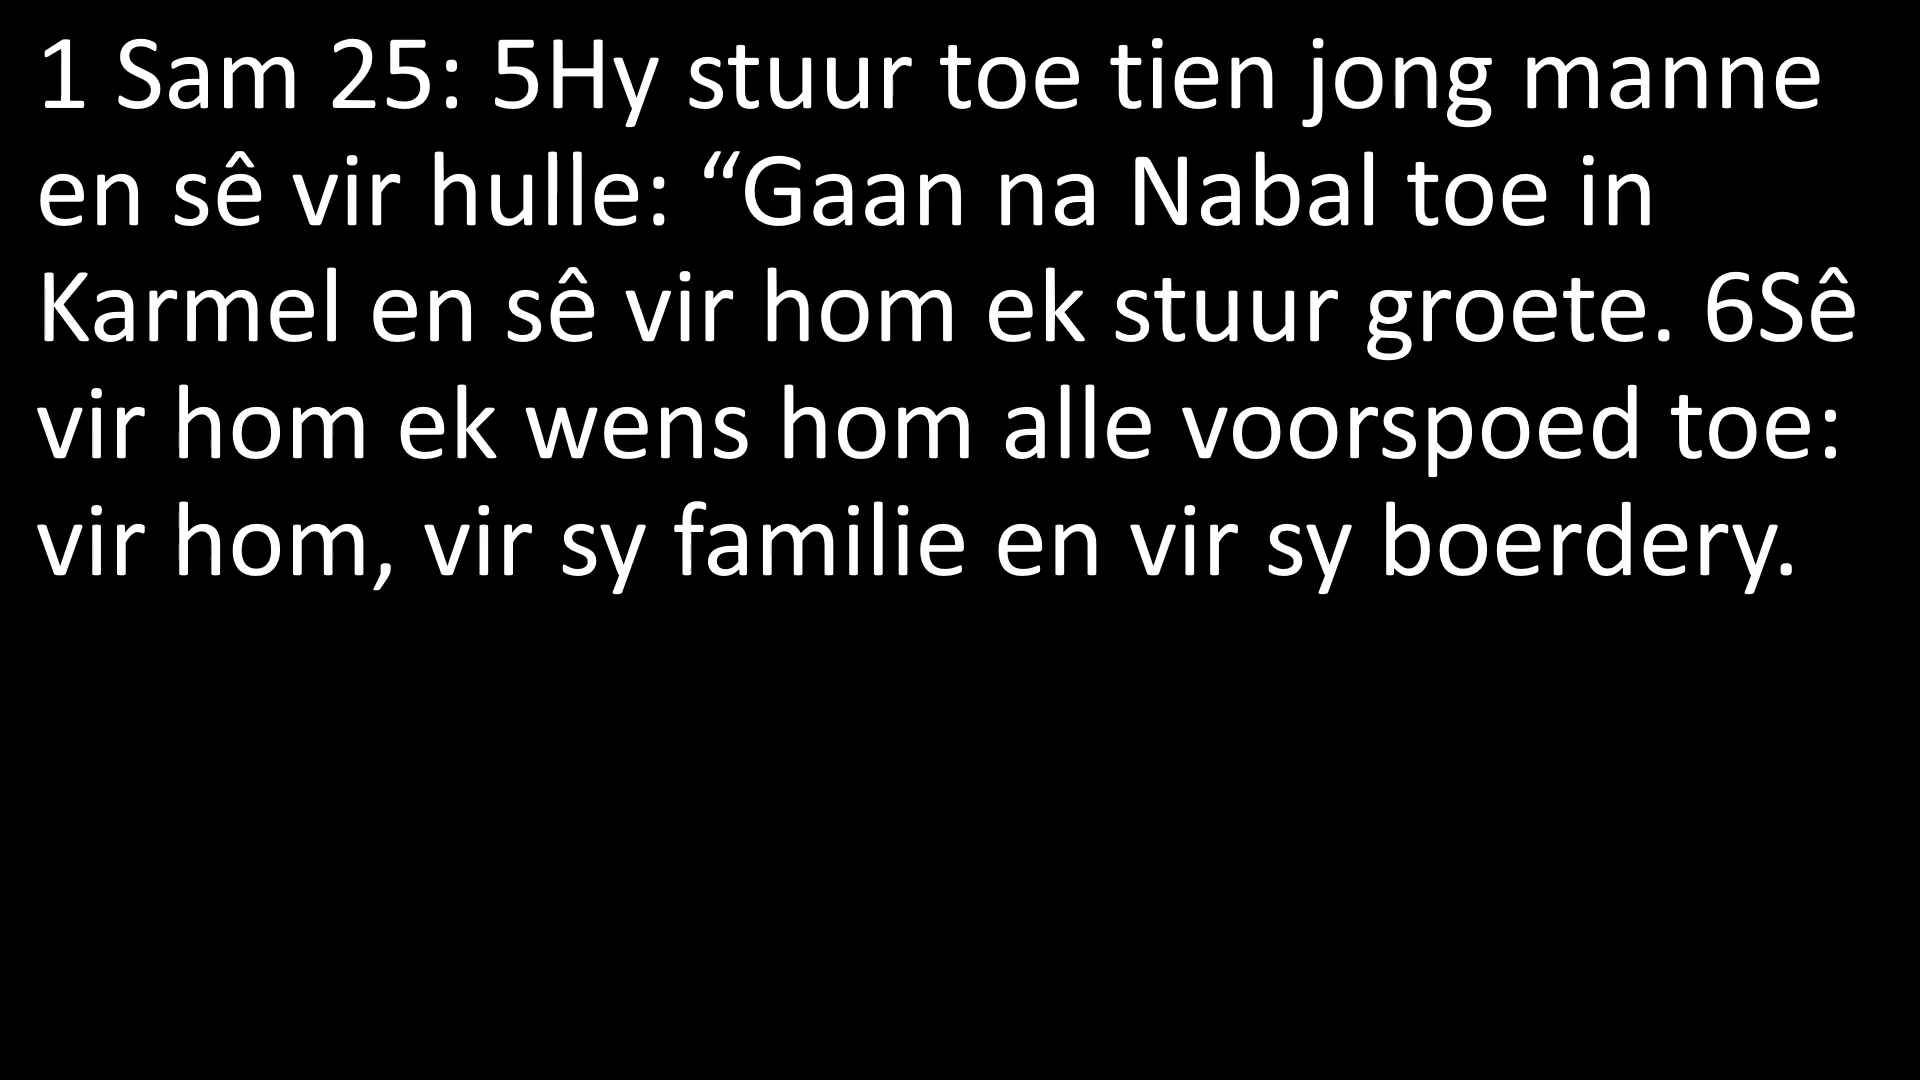 1 Sam 25: 5Hy stuur toe tien jong manne
en sê vir hulle: “Gaan na Nabal toe in
Karmel en sê vir hom ek stuur groete. 6Sê
vir hom ek wens hom alle voorspoed toe:
vir hom, vir sy familie en vir sy boerdery.